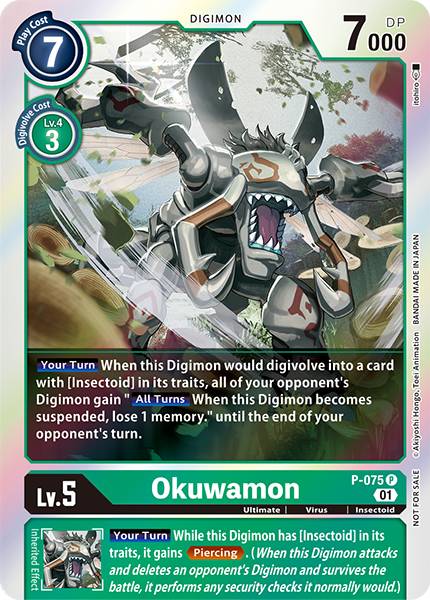 DIGIMON
Play Cost
7
DP
7000
Digivolve Cost
Lv.4
3
itohiro
©Akiyoshi Hongo, Toei Animation BANDAI MADE IN JAPAN
NOT FOR SALE
Your Turn When this Digimon would digivolve into a card
with [Insectoid] in its traits, all of your opponent's
Digimon gain " All Turns When this Digimon becomes
suspended, lose 1 memory." until the end of your
opponent's turn.
P-075 P
01
Lv.5
Okuwamon
Ultimate | Virus | Insectoid
Inherited Effect
Your Turn While this Digimon has [Insectoid] in its
traits, it gains Piercing . (When this Digimon attacks
and deletes an opponent's Digimon and survives the
battle, it performs any security checks it normally would.)